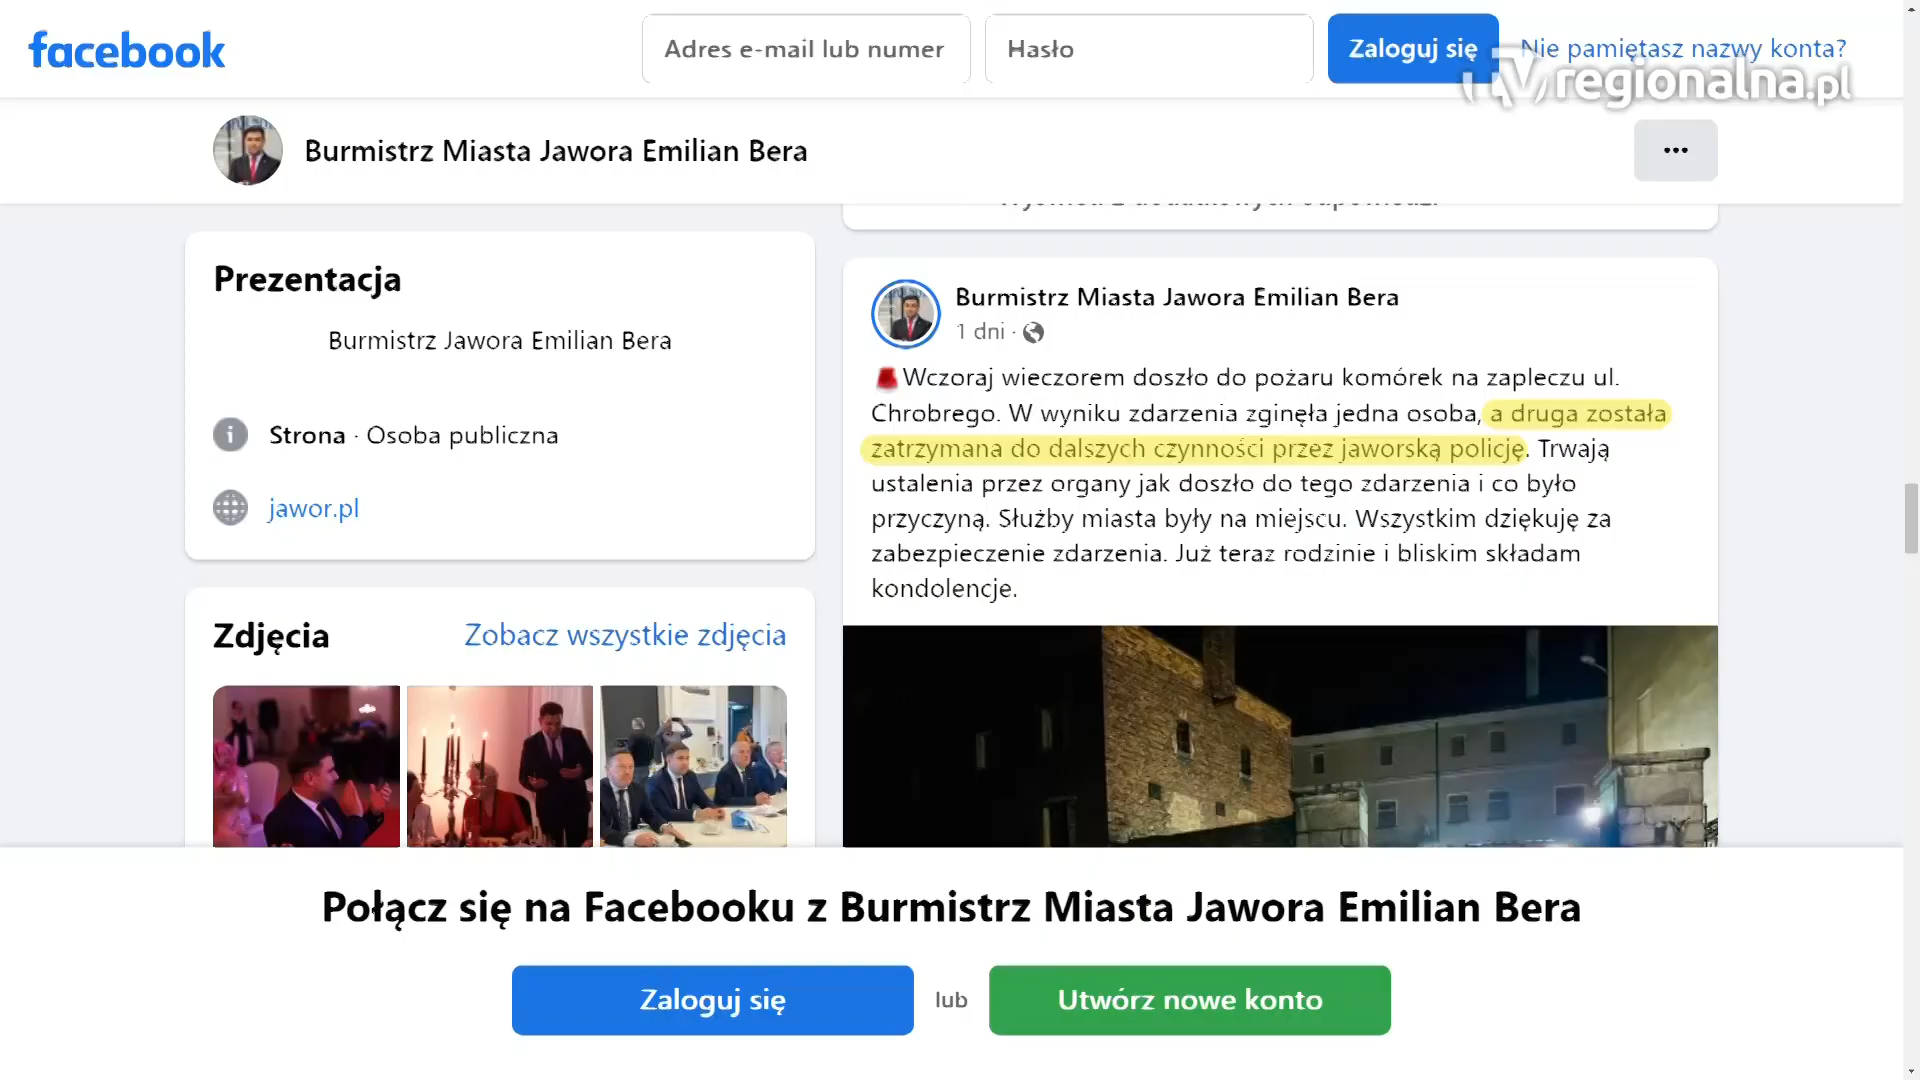 facebook
Adres e-mail lub numer
Hasło
Zaloguj się
Nie pamiętasz nazwy konta?
tvregionalna.pl
Burmistrz Miasta Jawora Emilian Bera
Prezentacja
Burmistrz Jawora Emilian Bera
Strona · Osoba publiczna
jawor.pl
Zdjęcia
Zobacz wszystkie zdjęcia
Burmistrz Miasta Jawora Emilian Bera
1 dni ·
Wczoraj wieczorem doszło do pożaru komórek na zapleczu ul.
Chrobrego. W wyniku zdarzenia zginęła jedna osoba, a druga została
zatrzymana do dalszych czynności przez jaworską policję. Trwają
ustalenia przez organy jak doszło do tego zdarzenia i co było
przyczyną. Służby miasta były na miejscu. Wszystkim dziękuję za
zabezpieczenie zdarzenia. Już teraz rodzinie i bliskim składam
kondolencje.
Połącz się na Facebooku z Burmistrz Miasta Jawora Emilian Bera
Zaloguj się
lub
Utwórz nowe konto